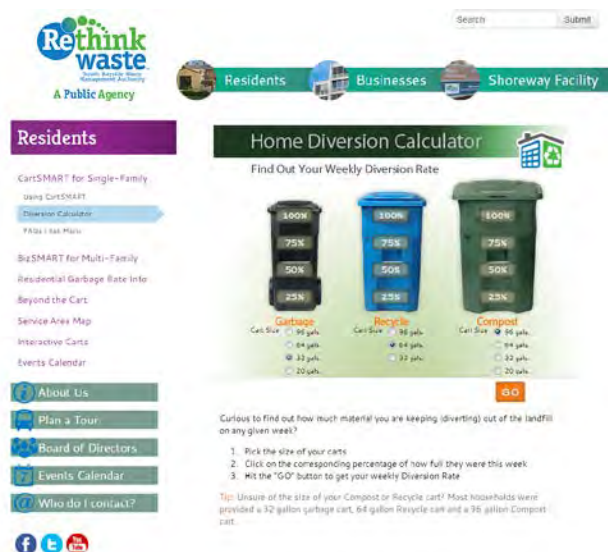 Search
Submit
Rethink
waste
South Bayside Waste
Management Authority
A Public Agency
Residents
Businesses
Shoreway Facility
Residents
CartSMART for Single-Family
Using CartSMART
Diversion Calculator
BizSMART for Multi-Family
Residential Garbage Rate Info
Beyond the Cart
Service Area Map
Interactive Carts
Events Calendar
About Us
Plan a Tour
Board of Directors
Events Calendar
Who do I contact?
Home Diversion Calculator
Find Out Your Weekly Diversion Rate
100% 100% 100%
75% 75% 75%
50% 50% 50%
25% 25% 25%
Garbage Recycle Compost
Cart Size 96 gals. Cart Size 96 gals. Cart Size 96 gals.
64 gals. 64 gals. 64 gals.
32 gals. 32 gals. 32 gals.
20 gals. 20 gals.
GO
Curious to find out how much material you are keeping (diverting) out of the landfill
on any given week?
1. Pick the size of your carts
2. Click on the corresponding percentage of how full they were this week
3. Hit the "GO" button to get your weekly Diversion Rate
Tip: Unsure of the size of your Compost or Recycle cart? Most households were
provided a 32 gallon garbage cart, 64 gallon Recycle cart and a 96 gallon Compost
cart.